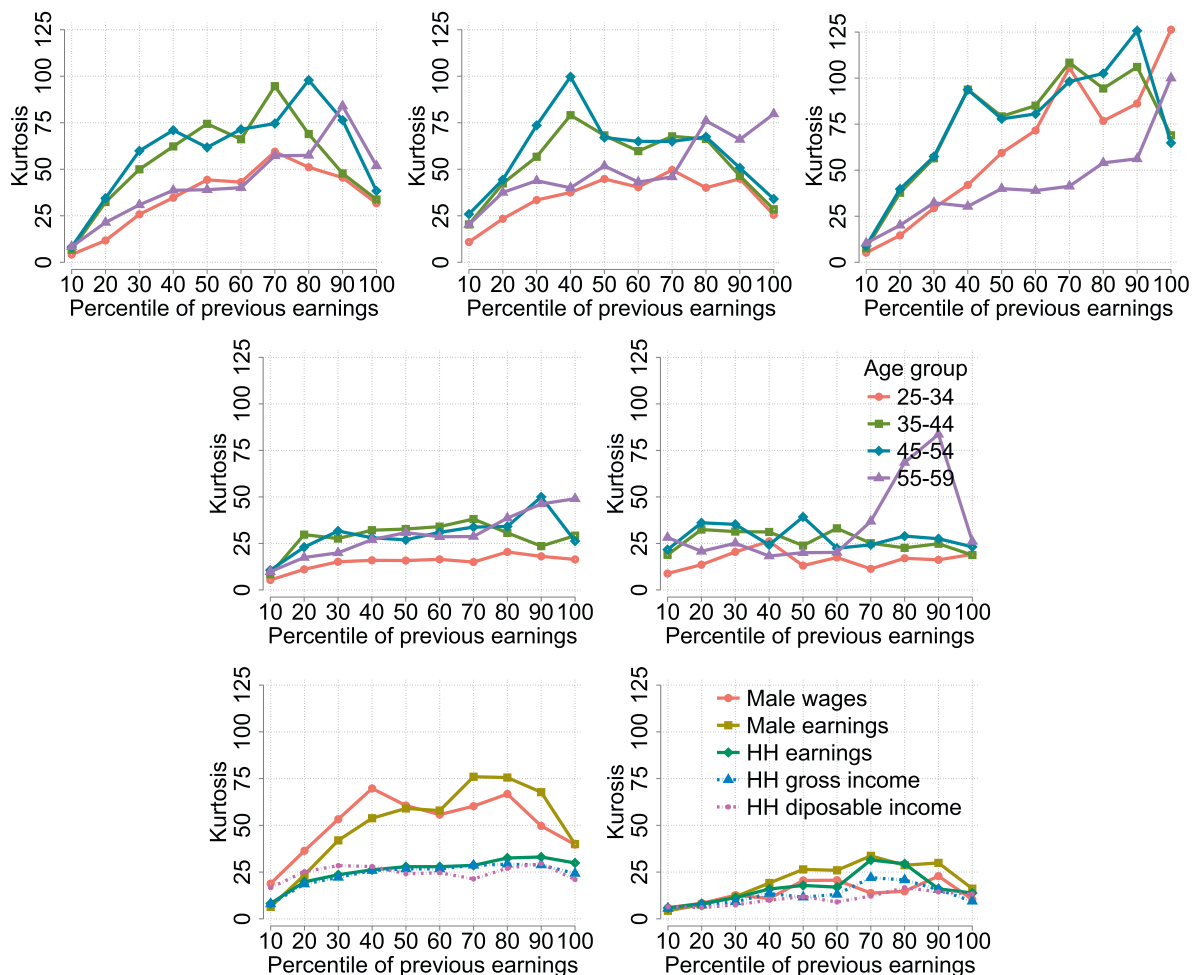 Kurtosis
0 25 50 75 100 125
10 20 30 40 50 60 70 80 90 100
Percentile of previous earnings
Kurtosis
0 25 50 75 100 125
10 20 30 40 50 60 70 80 90 100
Percentile of previous earnings
Kurtosis
0 25 50 75 100 125
10 20 30 40 50 60 70 80 90 100
Percentile of previous earnings
Kurtosis
0 25 50 75 100 125
10 20 30 40 50 60 70 80 90 100
Percentile of previous earnings
Kurtosis
0 25 50 75 100 125
Age group
25-34
35-44
45-54
55-59
10 20 30 40 50 60 70 80 90 100
Percentile of previous earnings
Kurtosis
0 25 50 75 100 125
10 20 30 40 50 60 70 80 90 100
Percentile of previous earnings
Kurosis
0 25 50 75 100 125
Male wages
Male earnings
HH earnings
HH gross income
HH diposable income
10 20 30 40 50 60 70 80 90 100
Percentile of previous earnings